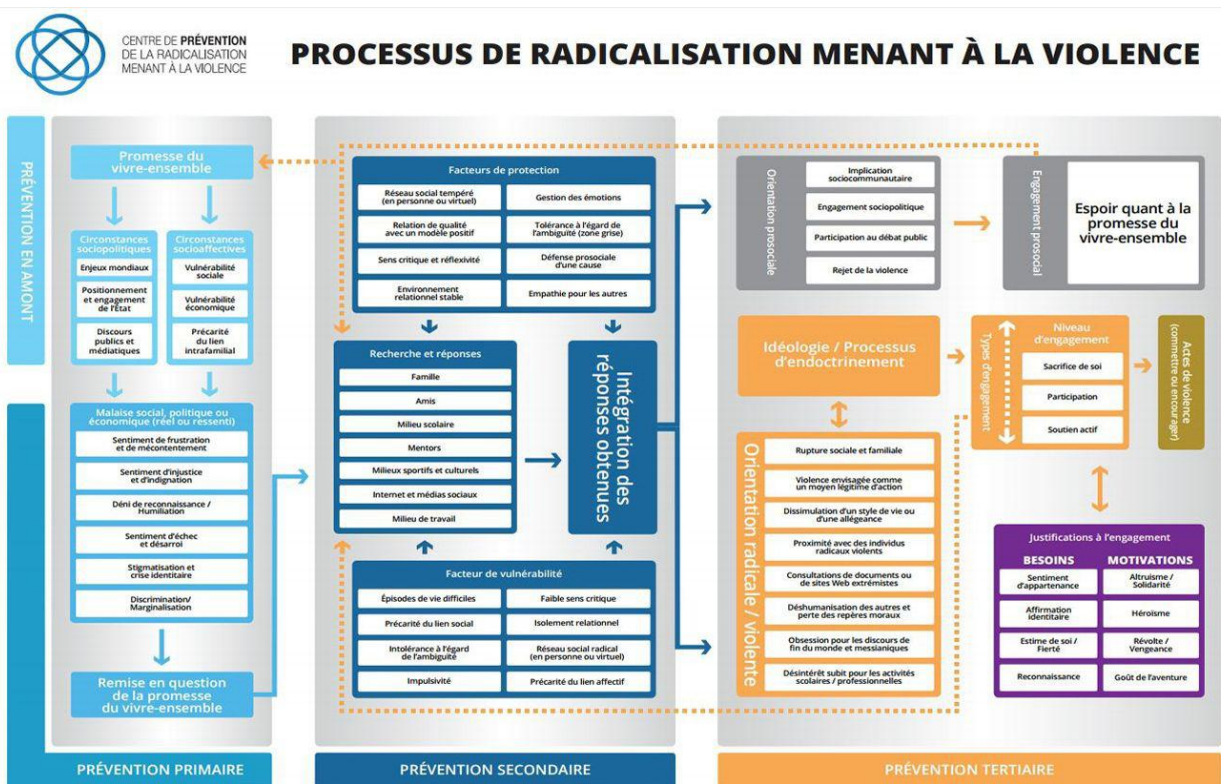 CENTRE DE PRÉVENTION
DE LA RADICALISATION
MENANT À LA VIOLENCE
PROCESSUS DE RADICALISATION MENANT À LA VIOLENCE
PRÉVENTION EN AMONT
Promesse du
vivre-ensemble
Circonstances
sociopolitiques
Enjeux mondiaux
Positionnement
et engagement
de l'État
Discours
publics et
médiatiques
Circonstances
socioaffectives
Vulnérabilité
sociale
Vulnérabilité
économique
Précarité
du lien
intrafamilial
Malaise social, politique ou
économique (réel ou ressenti)
Sentiment de frustration
et de mécontentement
Sentiment d'injustice
et d'indignation
Déni de reconnaissance /
Humiliation
Sentiment d'échec
et désarroi
Stigmatisation et
crise identitaire
Discrimination/
Marginalisation
Remise en question
de la promesse
du vivre-ensemble
PRÉVENTION PRIMAIRE
Facteurs de protection
Réseau social tempéré
(en personne ou virtuel)
Gestion des émotions
Relation de qualité
avec un modèle positif
Tolérance à l'égard de
l'ambiguïté (zone grise)
Sens critique et réflexivité
Défense prosociale
d'une cause
Environnement
relationnel stable
Empathie pour les autres
Recherche et réponses
Famille
Amis
Milieu scolaire
Mentors
Milieux sportifs et culturels
Internet et médias sociaux
Milieu de travail
Intégration des
réponses obtenues
Facteur de vulnérabilité
Épisodes de vie difficiles
Faible sens critique
Précarité du lien social
Isolement relationnel
Intolérance à l'égard
de l'ambiguïté
Réseau social radical
(en personne ou virtuel)
Impulsivité
Précarité du lien affectif
PRÉVENTION SECONDAIRE
Orientation prosociale
Implication
sociocommunautaire
Engagement sociopolitique
Participation au débat public
Rejet de la violence
Engagement prosocial
Espoir quant à la
promesse du
vivre-ensemble
Idéologie / Processus
d'endoctrinement
Types d'engagement
Niveau
d'engagement
Sacrifice de soi
Participation
Soutien actif
Actes de violence
(commettre ou encourager)
Orientation radicale / violente
Rupture sociale et familiale
Violence envisagée comme
un moyen légitime d'action
Dissimulation d'un style de vie ou
d'une allégeance
Proximité avec des individus
radicaux violents
Consultations de documents ou
de sites Web extrémistes
Déshumanisation des autres et
perte des repères moraux
Obsession pour les discours de
fin du monde et messianiques
Désintérêt subit pour les activités
scolaires / professionnelles
Justifications à l'engagement
BESOINS
Sentiment
d'appartenance
Affirmation
Identitaire
Estime de soi /
Fierté
Reconnaissance
MOTIVATIONS
Altruisme /
Solidarité
Héroïsme
Révolte /
Vengeance
Goût de l'aventure
PRÉVENTION TERTIAIRE